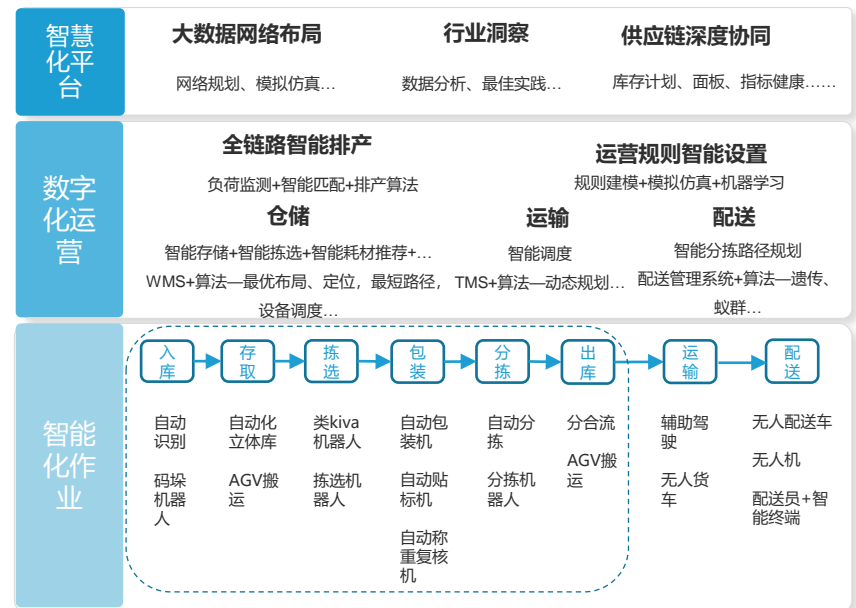 智慧
化平
台
大数据网络布局
行业洞察
供应链深度协同
网络规划、模拟仿真…
数据分析、最佳实践…
库存计划、面板、指标健康……
数字
化运
营
全链路智能排产
运营规则智能设置
负荷监测+智能匹配+排产算法
规则建模+模拟仿真+机器学习
仓储
运输
配送
智能存储+智能拣选+智能耗材推荐+…
WMS+算法—最优布局、定位，最短路径，
设备调度…
智能调度
TMS+算法—动态规划…
智能分拣路径规划
配送管理系统+算法—遗传、
蚁群…
智能
化作
业
入
库
存
取
拣
选
包
装
分
拣
出
库
运
输
配
送
自动
识别
码垛
机器
人
自动化
立体库
AGV搬
运
类kiva
机器人
拣选机
器人
自动包
装机
自动贴
标机
自动称
重复核
机
自动分
拣
分拣机
器人
分合流
AGV搬
运
辅助驾
驶
无人货
车
无人配送车
无人机
配送员+智
能终端